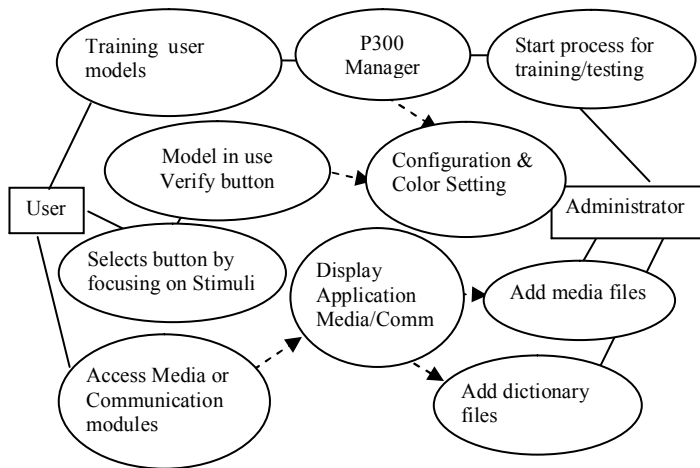 Training user
models
P300
Manager
Start process for
training/testing
Model in use
Verify button
Configuration &
Color Setting
User
Administrator
Selects button by
focusing on Stimuli
Display
Application
Media/Comm
Add media files
Access Media or
Communication
modules
Add dictionary
files